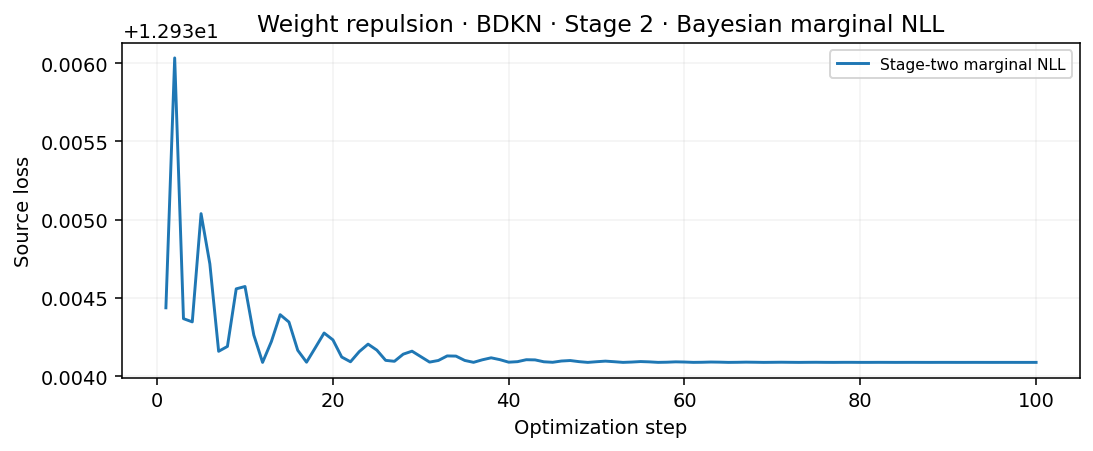 Weight repulsion · BDKN · Stage 2 · Bayesian marginal NLL
+1.293e1
Stage-two marginal NLL
0.0060
0.0055
0.0050
0.0045
0.0040
Source loss
0 20 40 60 80 100
Optimization step